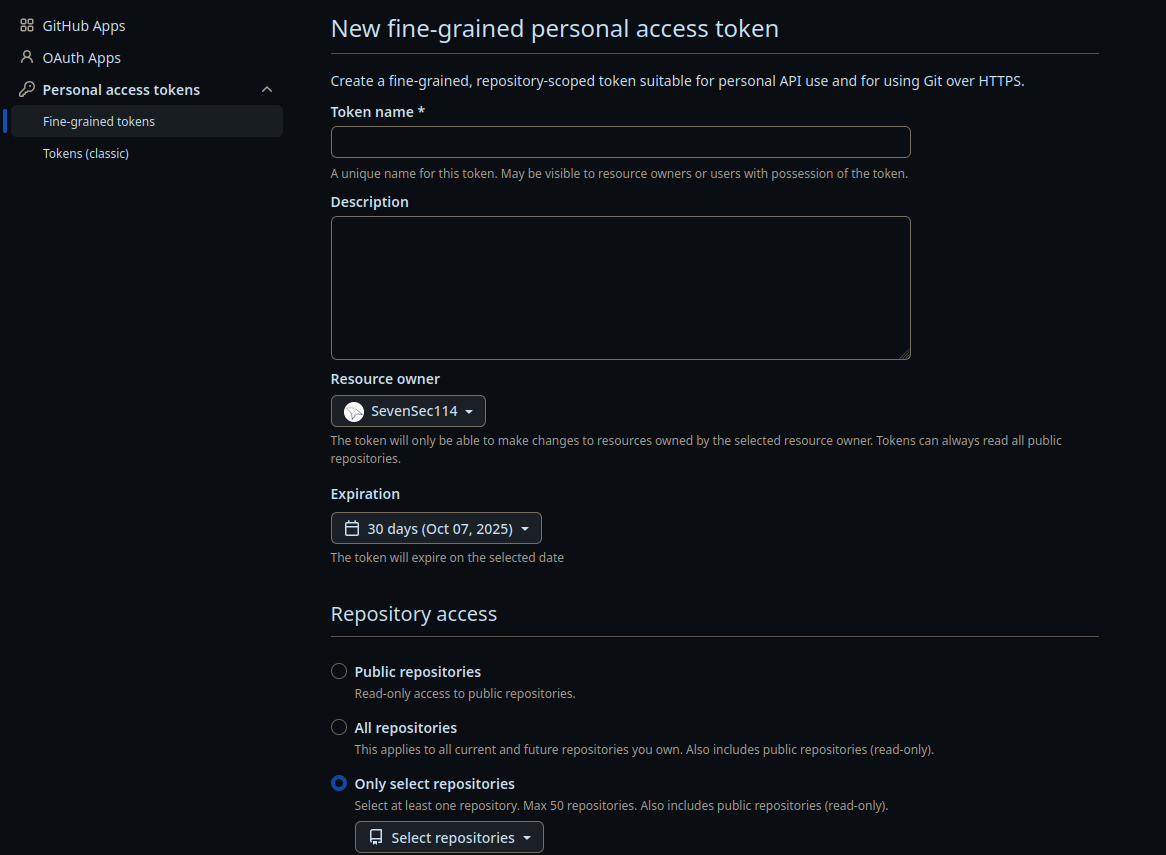 GitHub Apps
OAuth Apps
Personal access tokens
Fine-grained tokens
Tokens (classic)
New fine-grained personal access token
Create a fine-grained, repository-scoped token suitable for personal API use and for using Git over HTTPS.
Token name *
A unique name for this token. May be visible to resource owners or users with possession of the token.
Description
Resource owner
SevenSec114
The token will only be able to make changes to resources owned by the selected resource owner. Tokens can always read all public
repositories.
Expiration
30 days (Oct 07, 2025)
The token will expire on the selected date
Repository access
Public repositories
Read-only access to public repositories.
All repositories
This applies to all current and future repositories you own. Also includes public repositories (read-only).
Only select repositories
Select at least one repository. Max 50 repositories. Also includes public repositories (read-only).
Select repositories